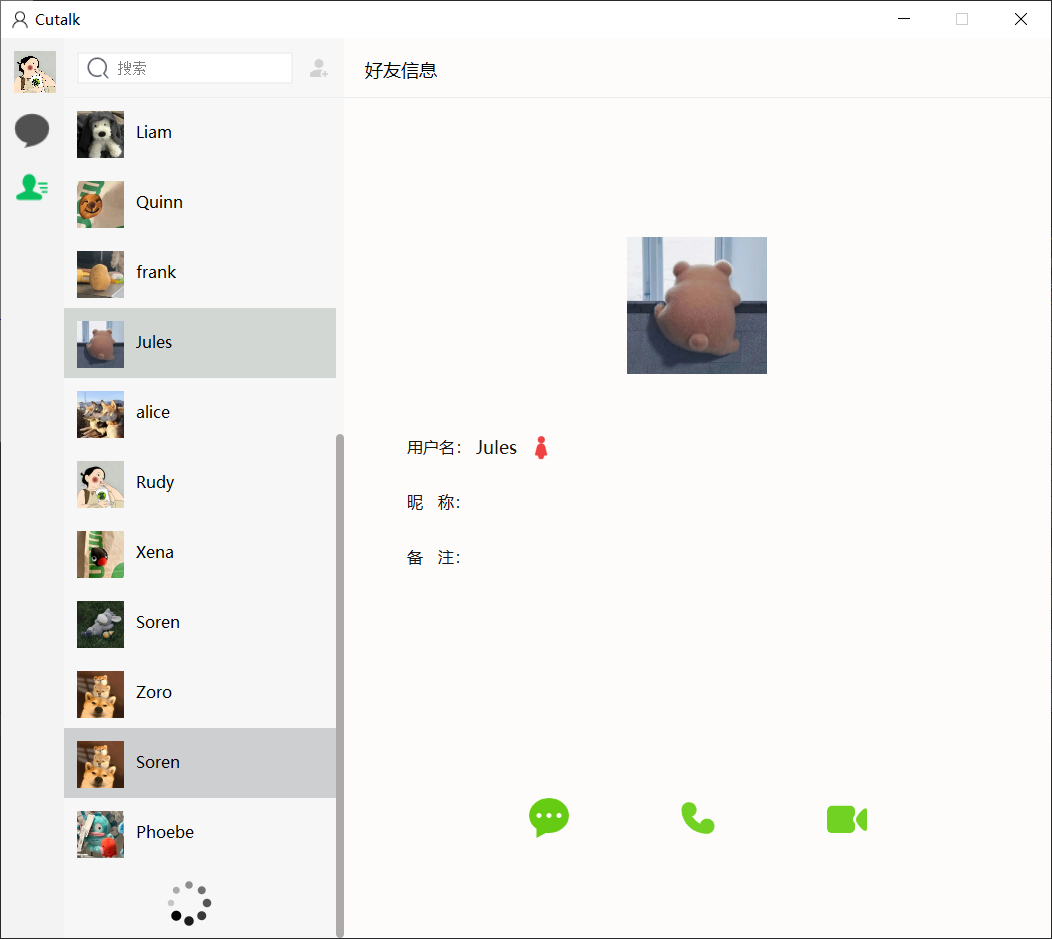 Cutalk
搜索
好友信息
Liam
Quinn
frank
Jules
alice
Rudy
Xena
Soren
Zoro
Soren
Phoebe
用户名： Jules
昵 称：
备 注：